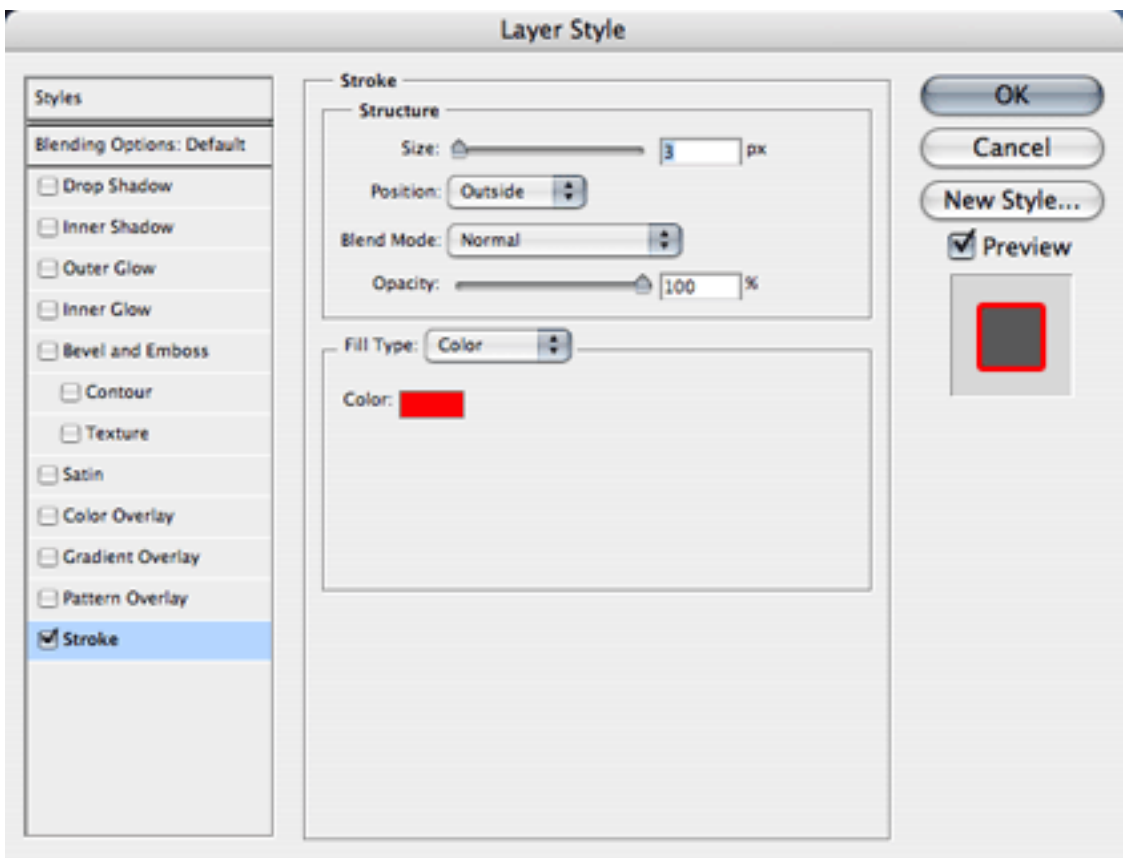 Layer Style
Styles
Blending Options: Default
Drop Shadow
Inner Shadow
Outer Glow
Inner Glow
Bevel and Emboss
Contour
Texture
Satin
Color Overlay
Gradient Overlay
Pattern Overlay
Stroke
Stroke
Structure
Size: 3 px
Position: Outside
Blend Mode: Normal
Opacity: 100 %
Fill Type: Color
Color:
OK
Cancel
New Style...
Preview